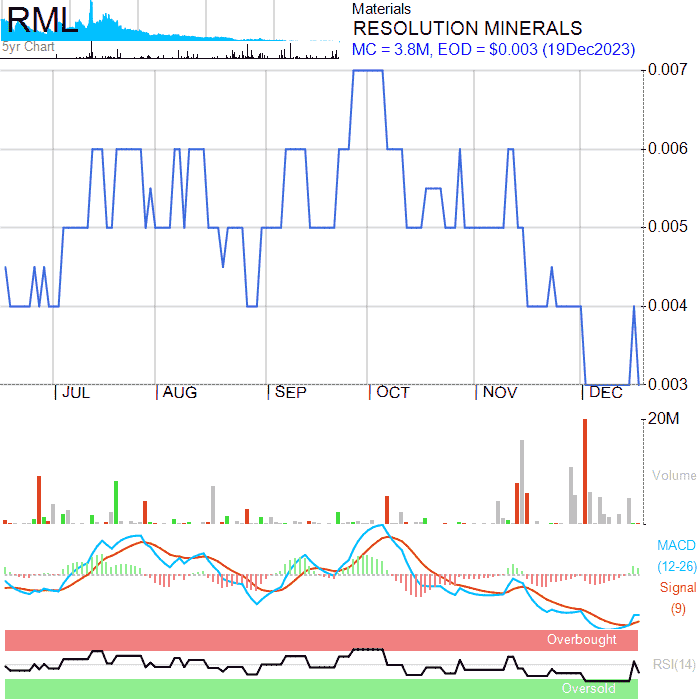 RML
5yr Chart
Materials
RESOLUTION MINERALS
MC = 3.8M, EOD = $0.003 (19Dec2023)
0.007
0.006
0.005
0.004
0.003
JUL AUG SEP OCT NOV DEC
20M
Volume
MACD
(12-26)
Signal
(9)
Overbought
RSI(14)
Oversold